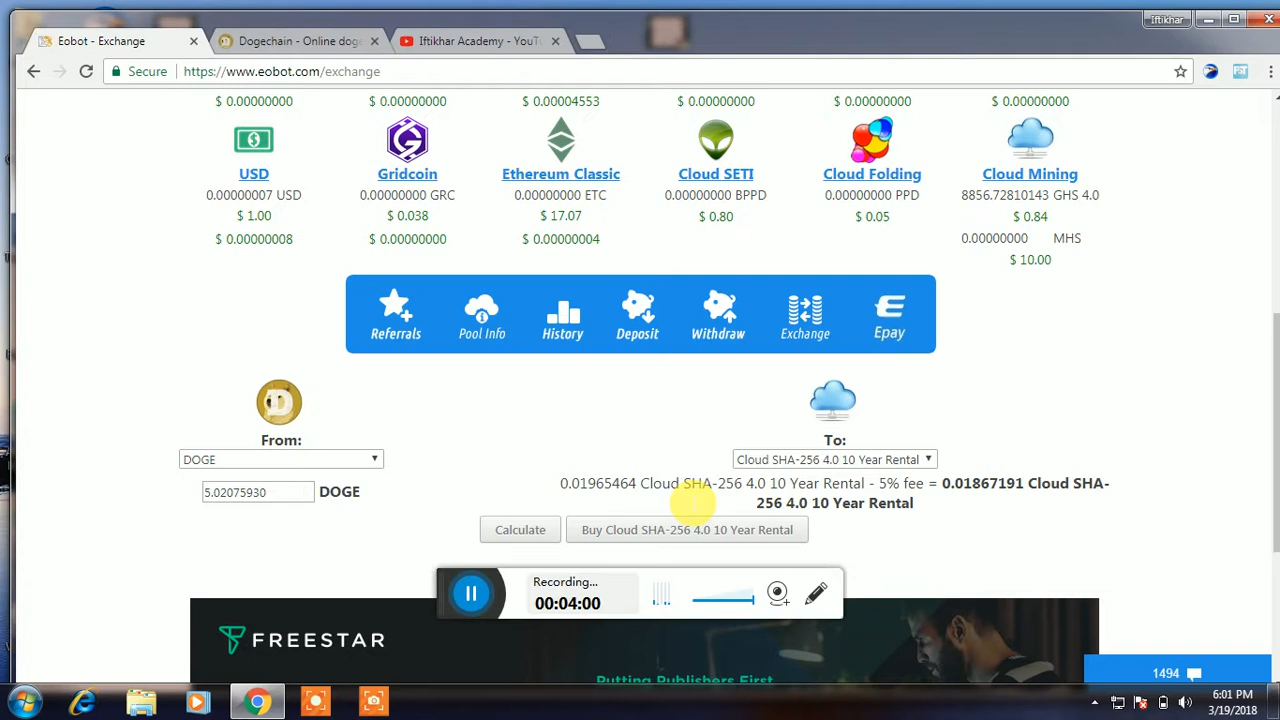 Iftikhar
Eobot - Exchange
Dogechain - Online dog
Iftikhar Academy - YouT
Secure
https://www.eobot.com/exchange
$ 0.00000000 $ 0.00000000 $ 0.00004553 $ 0.00000000 $ 0.00000000 $ 0.00000000
USD Gridcoin Ethereum Classic Cloud SETI Cloud Folding Cloud Mining
0.00000007 USD 0.00000000 GRC 0.00000000 ETC 0.00000000 BPPD 0.00000000 PPD 8856.72810143 GHS 4.0
$ 1.00 $ 0.038 $ 17.07 $ 0.80 $ 0.05 $ 0.84
$ 0.00000008 $ 0.00000000 $ 0.00000004 0.00000000 MHS
$ 10.00
Referrals Pool Info History Deposit Withdraw Exchange Epay
From: To:
DOGE Cloud SHA-256 4.0 10 Year Rental
5.02075930 DOGE
0.01965464 Cloud SHA-256 4.0 10 Year Rental - 5% fee = 0.01867191 Cloud SHA-
256 4.0 10 Year Rental
Calculate Buy Cloud SHA-256 4.0 10 Year Rental
Recording...
00:04:00
FREESTAR
Putting Publishers First
1494
6:01 PM
3/19/2018